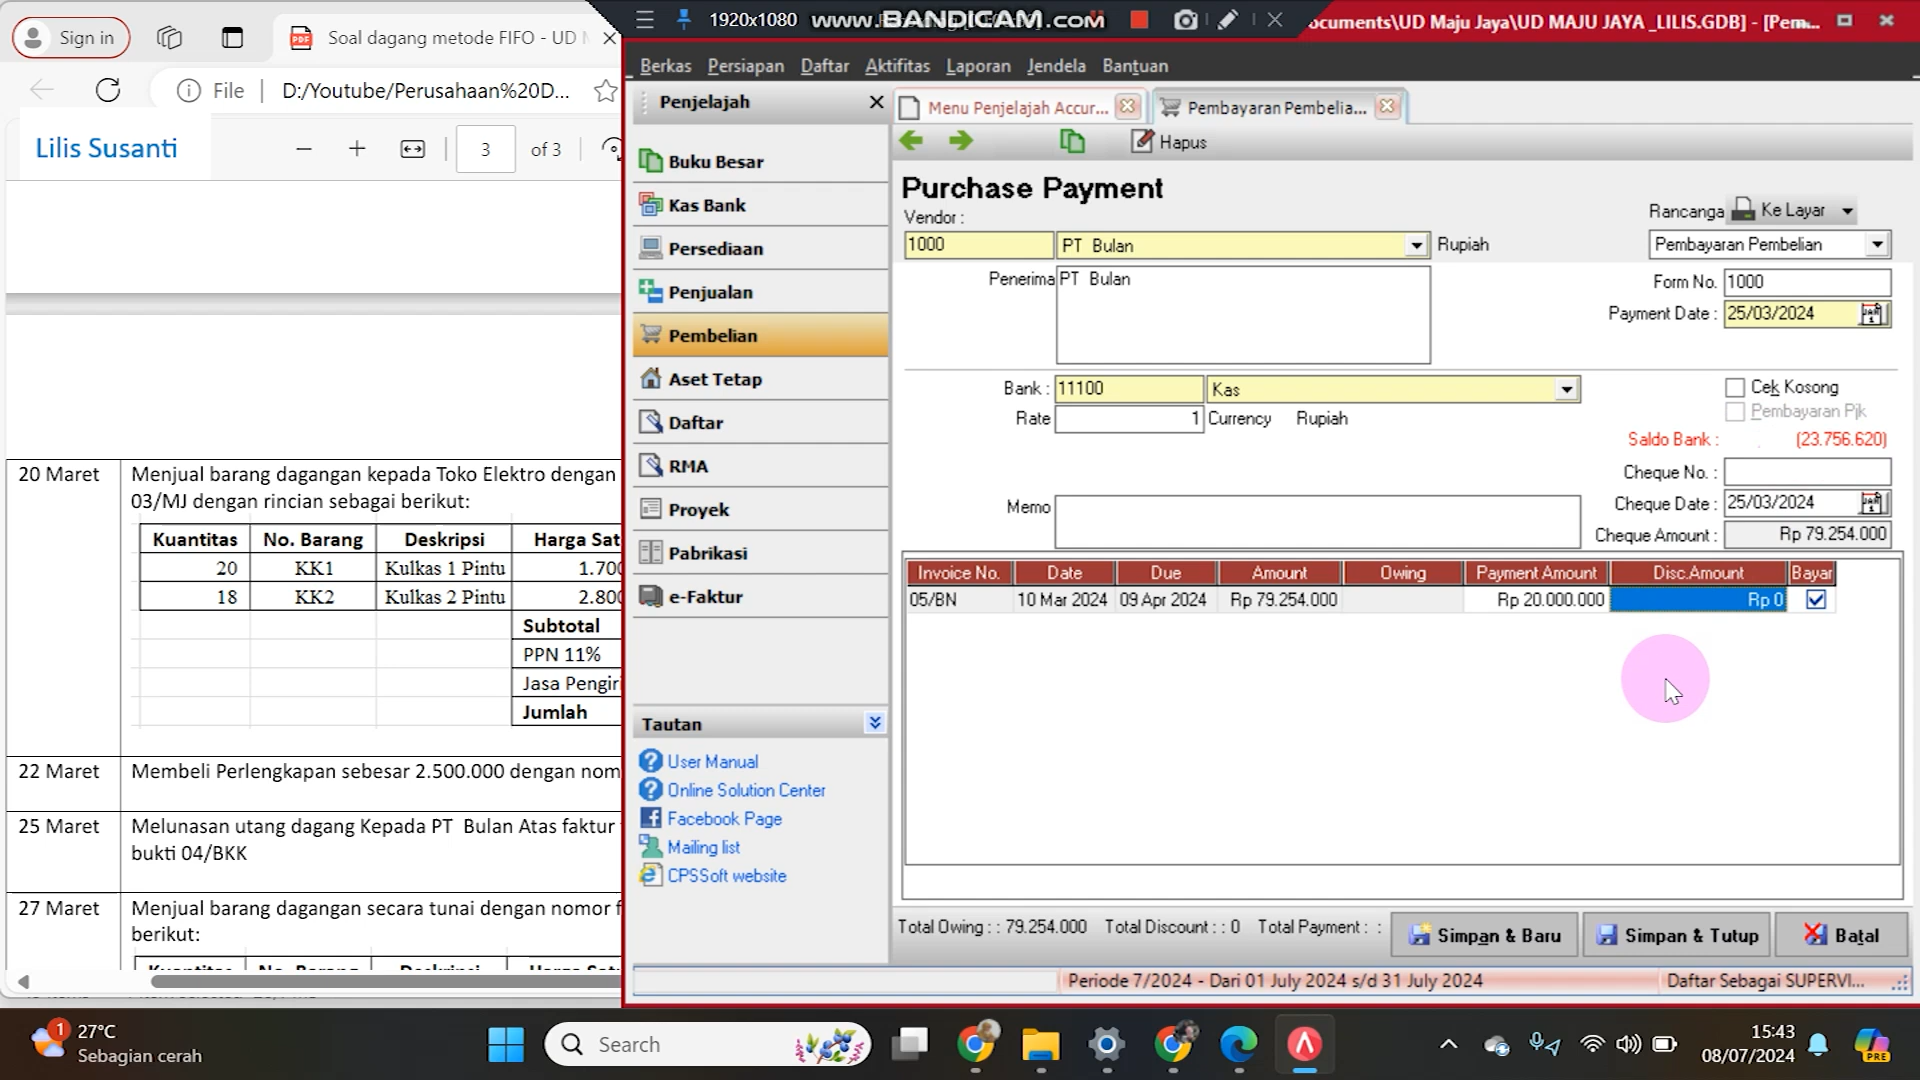 Sign in
Soal dagang metode FIFO - UD
File
D:/Youtube/Perusahaan%20D...
Lilis Susanti
3
of 3
20 Maret
Menjual barang dagangan kepada Toko Elektro dengan
03/MJ dengan rincian sebagai berikut:
Kuantitas No. Barang Deskripsi Harga Sat
20 KK1 Kulkas 1 Pintu 1.700
18 KK2 Kulkas 2 Pintu 2.800
Subtotal
PPN 11%
Jasa Pengiri
Jumlah
22 Maret
Membeli Perlengkapan sebesar 2.500.000 dengan nom
25 Maret
Melunasan utang dagang Kepada PT  Bulan Atas faktur
bukti 04/BKK
27 Maret
Menjual barang dagangan secara tunai dengan nomor f
berikut:
1920x1080
www.BANDICAM.com
ocuments\UD Maju Jaya\UD MAJU JAYA _LILIS.GDB] - [Pem...
Berkas Persiapan Daftar Aktifitas Laporan Jendela Bantuan
Penjelajah
Buku Besar
Kas Bank
Persediaan
Penjualan
Pembelian
Aset Tetap
Daftar
RMA
Proyek
Pabrikasi
e-Faktur
Tautan
User Manual
Online Solution Center
Facebook Page
Mailing list
CPSSoft website
Menu Penjelajah Accur...
Pembayaran Pembelia...
Hapus
Purchase Payment
Vendor :
1000 PT  Bulan Rupiah
Rancanga Ke Layar
Pembayaran Pembelian
Penerima PT  Bulan
Form No. 1000
Payment Date : 25/03/2024
Bank : 11100 Kas
Rate 1 Currency Rupiah
Cek Kosong
Pembayaran Pjk
Saldo Bank : (23.756.620)
Cheque No. :
Memo
Cheque Date : 25/03/2024
Cheque Amount : Rp 79.254.000
Invoice No. Date Due Amount Owing Payment Amount Disc.Amount Bayar
05/BN 10 Mar 2024 09 Apr 2024 Rp 79.254.000 Rp 20.000.000 Rp 0
Total Owing : : 79.254.000 Total Discount : : 0 Total Payment : :
Simpan & Baru Simpan & Tutup Batal
Periode 7/2024 - Dari 01 July 2024 s/d 31 July 2024
Daftar Sebagai SUPERVI...
1
27°C
Sebagian cerah
Search
15:43
08/07/2024
PRE